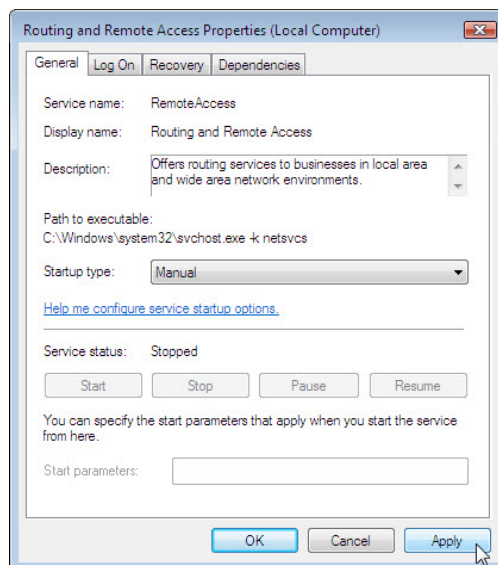 Routing and Remote Access Properties (Local Computer)
General Log On Recovery Dependencies
Service name: RemoteAccess
Display name: Routing and Remote Access
Description: Offers routing services to businesses in local area
and wide area network environments.
Path to executable:
C:\Windows\system32\svchost.exe -k netsvcs
Startup type: Manual
Help me configure service startup options.
Service status: Stopped
Start Stop Pause Resume
You can specify the start parameters that apply when you start the service
from here.
Start parameters:
OK Cancel Apply